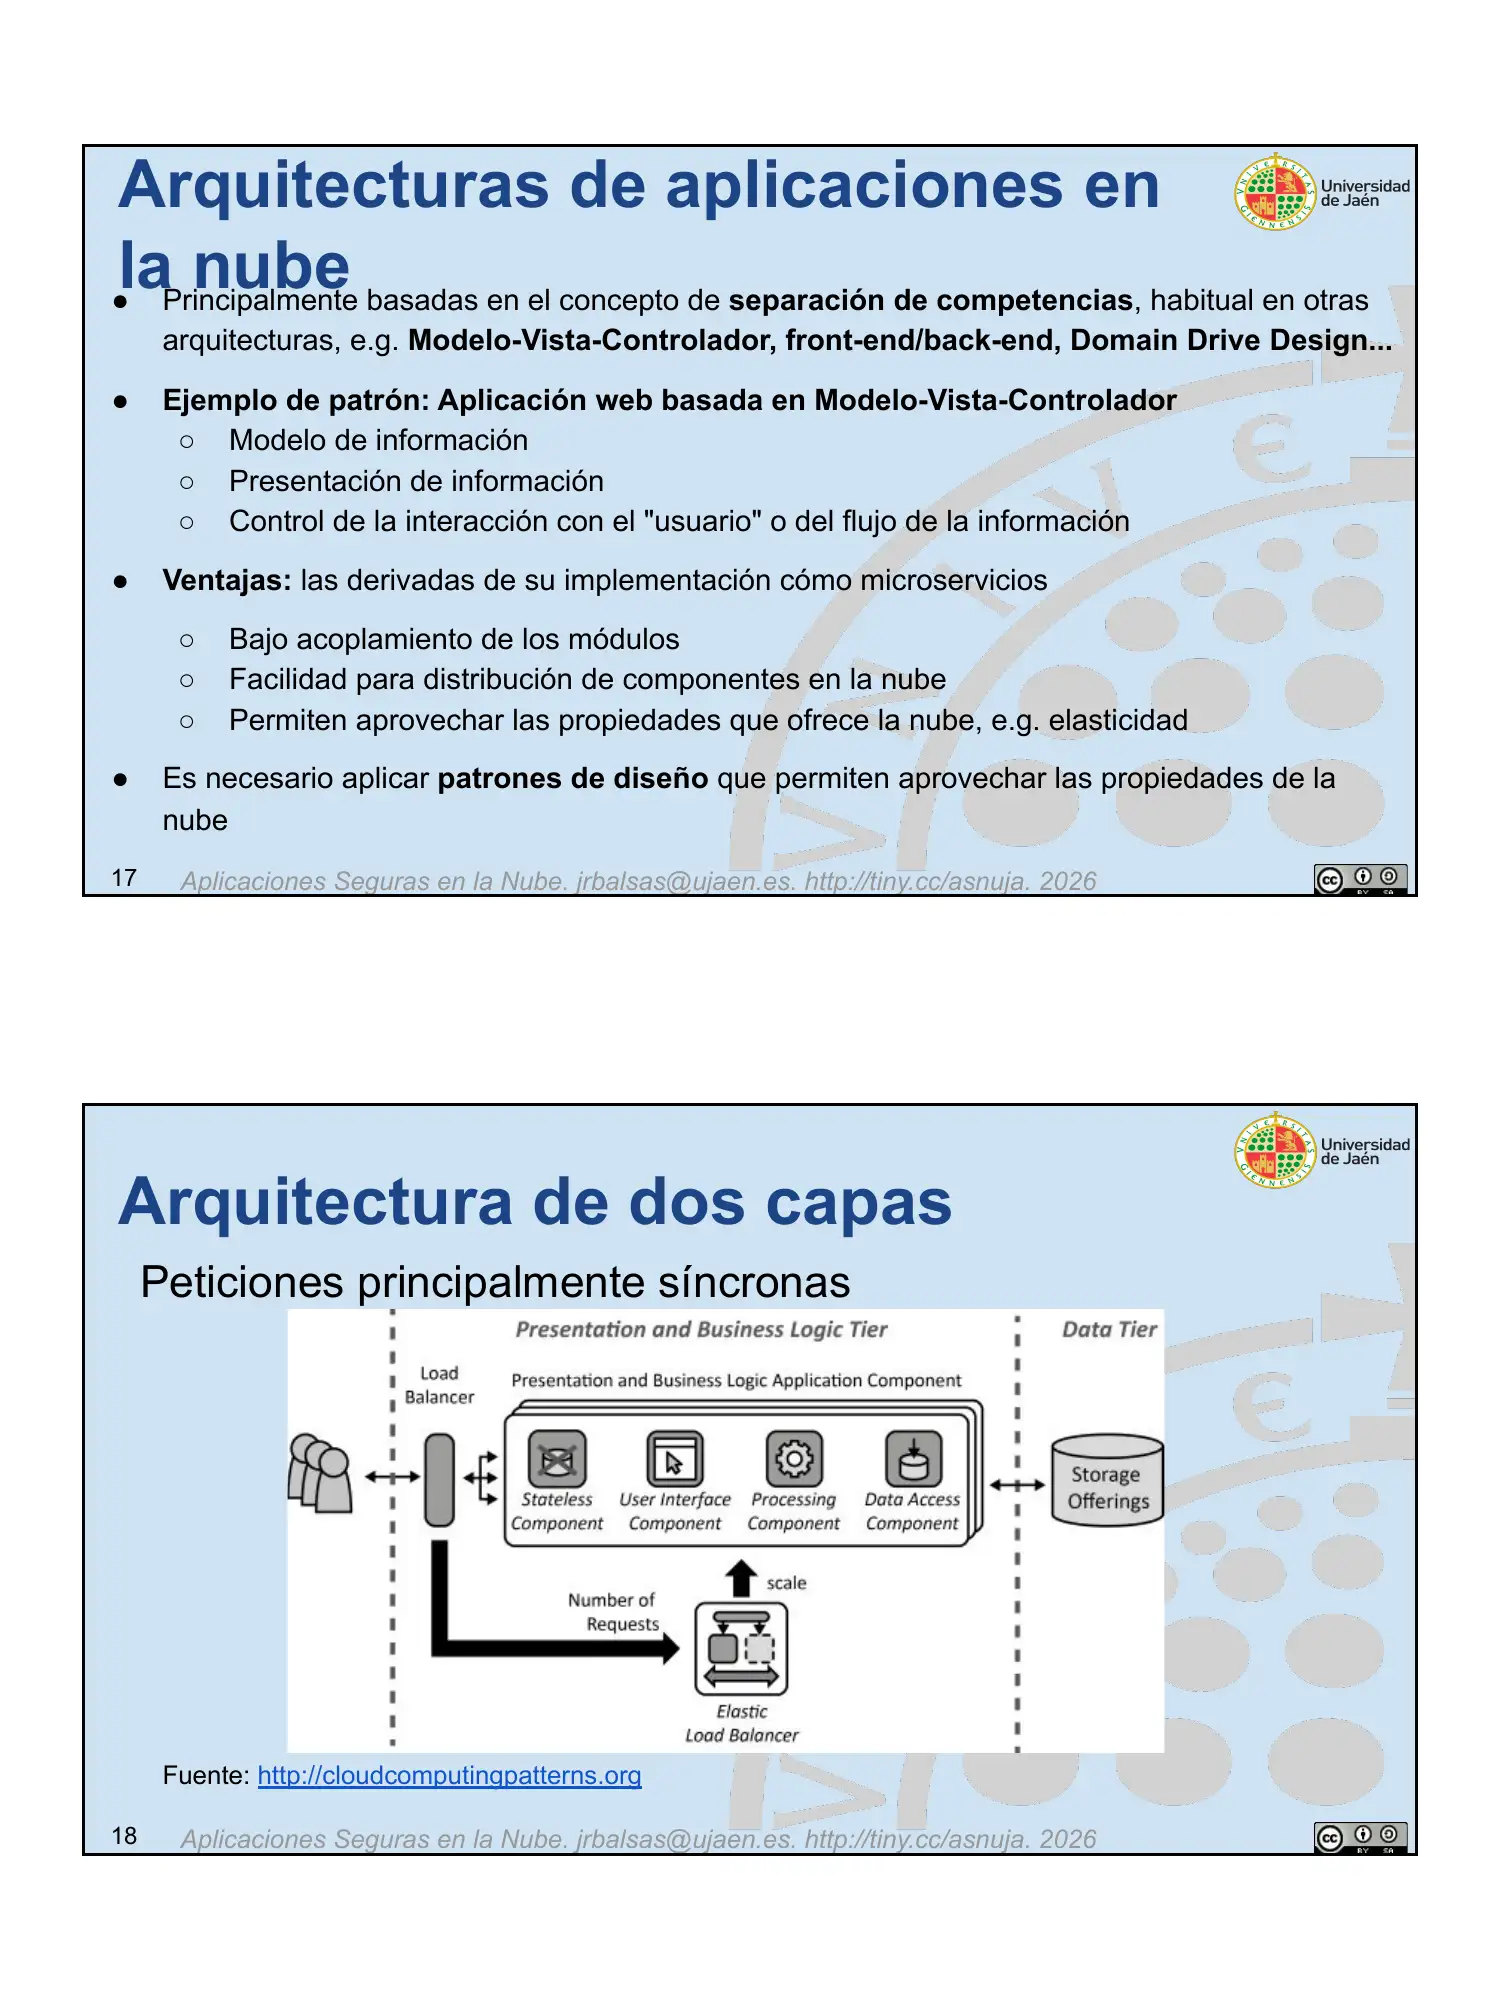 Arquitecturas de aplicaciones en
la nube
Universidad
de Jaén
● Principalmente basadas en el concepto de separación de competencias, habitual en otras
arquitecturas, e.g. Modelo-Vista-Controlador, front-end/back-end, Domain Drive Design...
● Ejemplo de patrón: Aplicación web basada en Modelo-Vista-Controlador
○ Modelo de información
○ Presentación de información
○ Control de la interacción con el "usuario" o del flujo de la información
● Ventajas: las derivadas de su implementación cómo microservicios
○ Bajo acoplamiento de los módulos
○ Facilidad para distribución de componentes en la nube
○ Permiten aprovechar las propiedades que ofrece la nube, e.g. elasticidad
● Es necesario aplicar patrones de diseño que permiten aprovechar las propiedades de la
nube
17 Aplicaciones Seguras en la Nube. jrbalsas@ujaen.es. http://tiny.cc/asnuja. 2026
cc BY SA
Universidad
de Jaén
Arquitectura de dos capas
Peticiones principalmente síncronas
Presentation and Business Logic Tier
Data Tier
Load
Balancer
Presentation and Business Logic Application Component
Stateless
Component
User Interface
Component
Processing
Component
Data Access
Component
Storage
Offerings
Number of
Requests
scale
Elastic
Load Balancer
Fuente: http://cloudcomputingpatterns.org
18 Aplicaciones Seguras en la Nube. jrbalsas@ujaen.es. http://tiny.cc/asnuja. 2026
cc BY SA